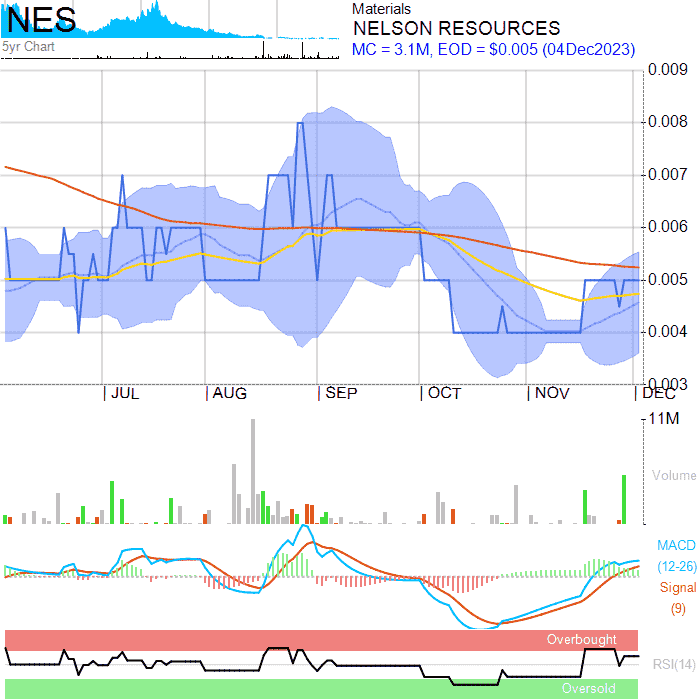 NES
5yr Chart
Materials
NELSON RESOURCES
MC = 3.1M, EOD = $0.005 (04Dec2023)
0.009
0.008
0.007
0.006
0.005
0.004
0.003
JUL AUG SEP OCT NOV DEC
11M
Volume
MACD
(12-26)
Signal
(9)
Overbought
RSI(14)
Oversold